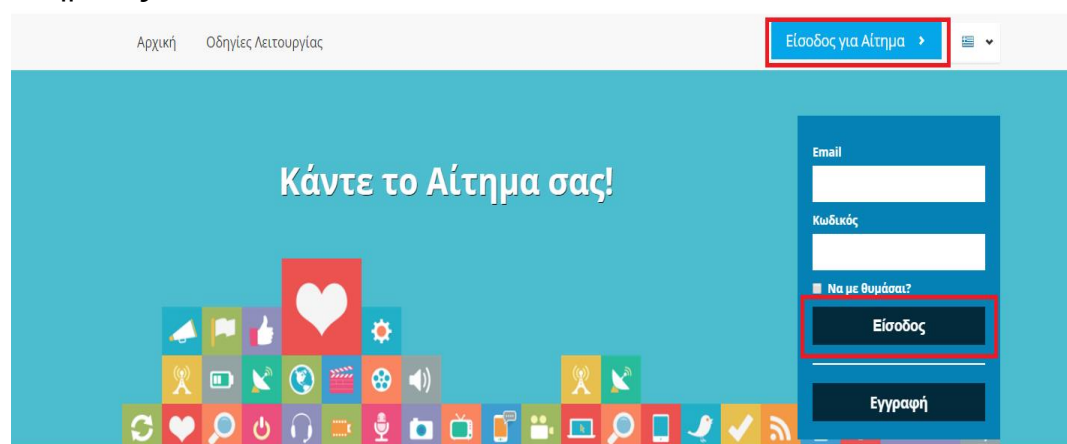 Αρχική Οδηγίες Λειτουργίας Είσοδος για Αίτημα
Email
Κάντε το Αίτημα σας!
Κωδικός
Να με θυμάσαι?
Είσοδος
Εγγραφή